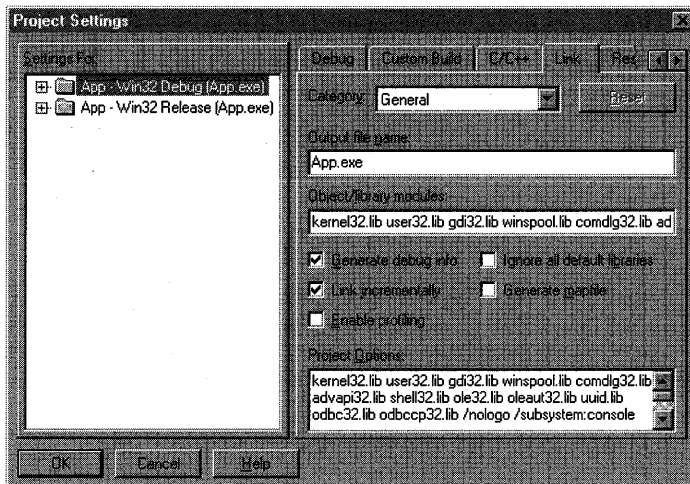 Project Settings
Settings For:
App - Win32 Debug (App.exe)
App - Win32 Release (App.exe)
Debug
Custom Build
C/C++
Link
Res
Category:
General
Reset
Output file name:
App.exe
Object/library modules:
kernel32.lib user32.lib gdi32.lib winspool.lib comdlg32.lib ad
Generate debug info
Ignore all default libraries
Link incrementally
Generate mapfile
Enable profiling
Project Options:
kernel32.lib user32.lib gdi32.lib winspool.lib comdlg32.lib
advapi32.lib shell32.lib ole32.lib oleaut32.lib uuid.lib
odbc32.lib odbccp32.lib /nologo /subsystem:console
OK
Cancel
Help